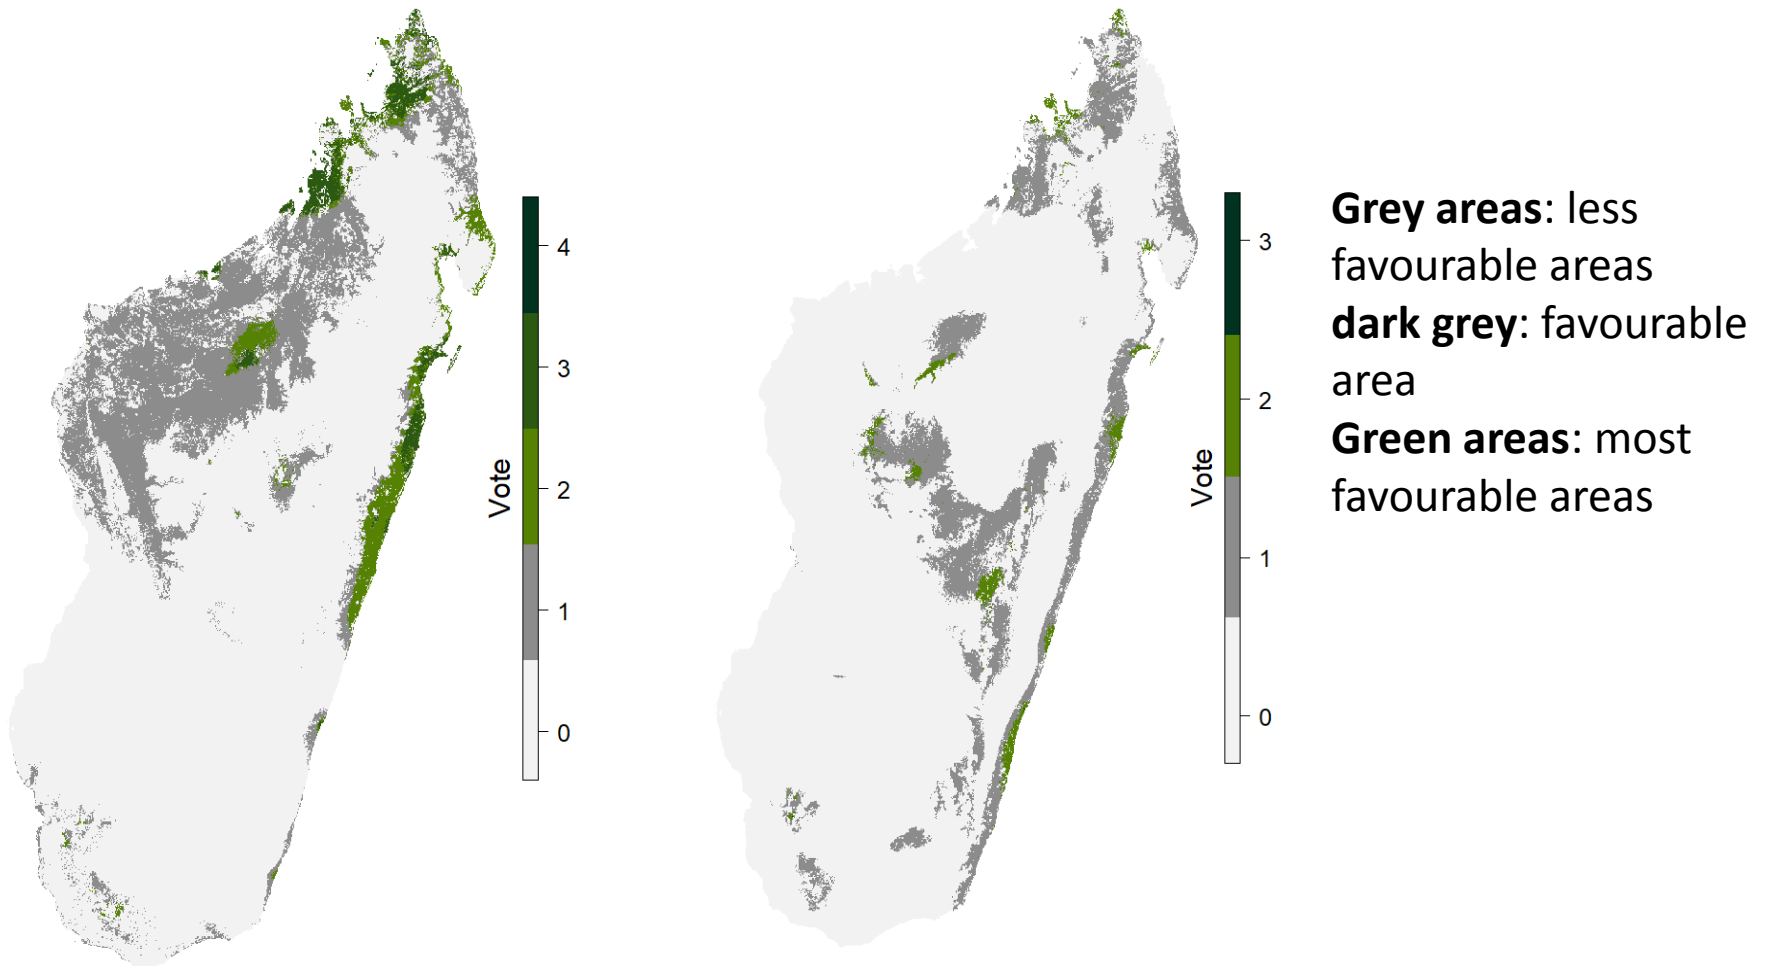 4
3
2
1
0
Vote
3
2
1
0
Vote
Grey areas: less
favourable areas
dark grey: favourable
area
Green areas: most
favourable areas